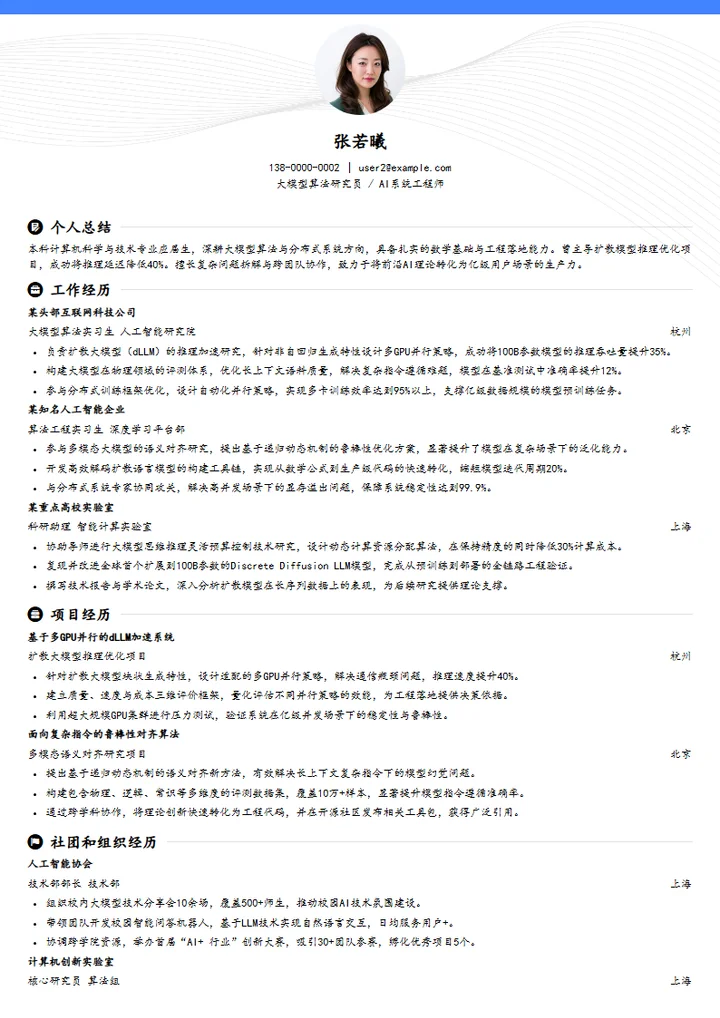 张若曦
138-0000-0002 | user2@example.com
大模型算法研究员 / AI系统工程师
个人总结
本科计算机科学与技术专业应届生，深耕大模型算法与分布式系统方向，具备扎实的数学基础与工程落地能力。曾主导扩散模型推理优化项
目，成功将推理延迟降低40%。擅长复杂问题拆解与跨团队协作，致力于将前沿AI理论转化为亿级用户场景的生产力。
工作经历
某头部互联网科技公司
大模型算法实习生 人工智能研究院 杭州
• 负责扩散大模型（dLLM）的推理加速研究，针对非自回归生成特性设计多GPU并行策略，成功将100B参数模型的推理吞吐量提升35%。
• 构建大模型在物理领域的评测体系，优化长上下文语料质量，解决复杂指令遵循难题，模型在基准测试中准确率提升12%。
• 参与分布式训练框架优化，设计自动化并行策略，实现多卡训练效率达到95%以上，支撑亿级数据规模的模型预训练任务。
某知名人工智能企业
算法工程实习生 深度学习平台部 北京
• 参与多模态大模型的语义对齐研究，提出基于递归动态机制的鲁棒性优化方案，显著提升了模型在复杂场景下的泛化能力。
• 开发高效解码扩散语言模型的构建工具链，实现从数学公式到生产级代码的快速转化，缩短模型迭代周期20%。
• 与分布式系统专家协同攻关，解决高并发场景下的显存溢出问题，保障系统稳定性达到99.9%。
某重点高校实验室
科研助理 智能计算实验室 上海
• 协助导师进行大模型思维推理灵活预算控制技术研究，设计动态计算资源分配算法，在保持精度的同时降低30%计算成本。
• 复现并改进全球首个扩展到100B参数的Discrete Diffusion LLM模型，完成从预训练到部署的全链路工程验证。
• 撰写技术报告与学术论文，深入分析扩散模型在长序列数据上的表现，为后续研究提供理论支撑。
项目经历
基于多GPU并行的dLLM加速系统
扩散大模型推理优化项目 杭州
• 针对扩散大模型块状生成特性，设计适配的多GPU并行策略，解决通信瓶颈问题，推理速度提升40%。
• 建立质量、速度与成本三维评价框架，量化评估不同并行策略的效能，为工程落地提供决策依据。
• 利用超大规模GPU集群进行压力测试，验证系统在亿级并发场景下的稳定性与鲁棒性。
面向复杂指令的鲁棒性对齐算法
多模态语义对齐研究项目 北京
• 提出基于递归动态机制的语义对齐新方法，有效解决长上下文复杂指令下的模型幻觉问题。
• 构建包含物理、逻辑、常识等多维度的评测数据集，覆盖10万+样本，显著提升模型指令遵循准确率。
• 通过跨学科协作，将理论创新快速转化为工程代码，并在开源社区发布相关工具包，获得广泛引用。
社团和组织经历
人工智能协会
技术部部长 技术部 上海
• 组织校内大模型技术分享会10余场，覆盖500+师生，推动校园AI技术氛围建设。
• 带领团队开发校园智能问答机器人，基于LLM技术实现自然语言交互，日均服务用户+。
• 协调跨学院资源，举办首届“AI+ 行业”创新大赛，吸引30+团队参赛，孵化优秀项目5个。
计算机创新实验室
核心研究员 算法组 上海